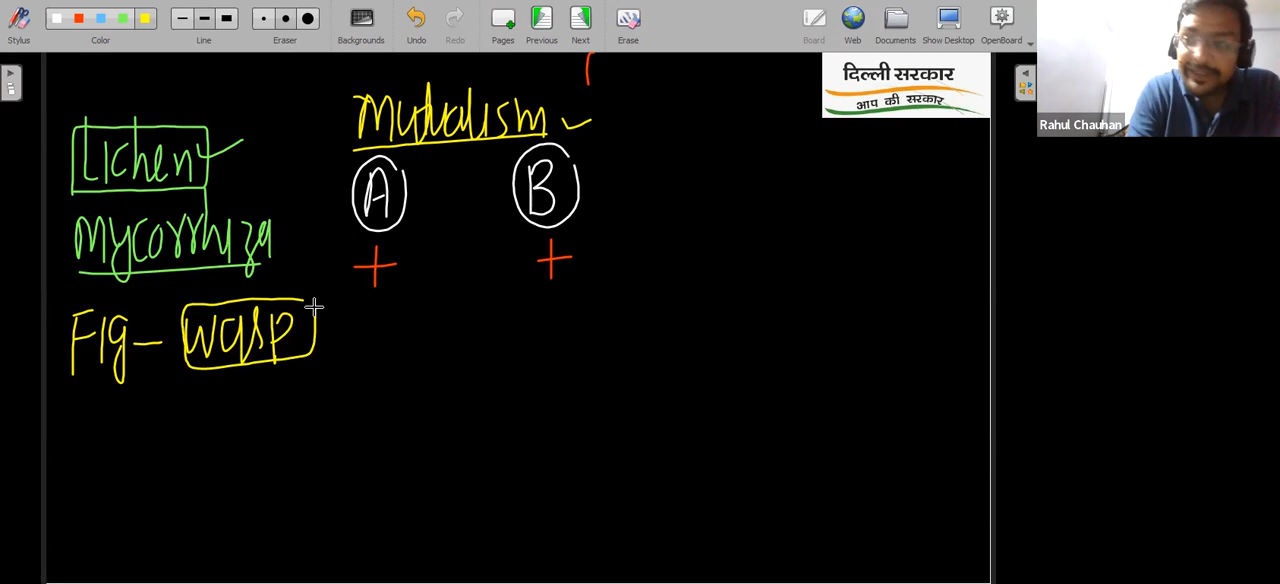 Stylus
Color
Line
Eraser
Backgrounds
Undo
Redo
Pages
Previous
Next
Erase
Board
Web
Documents
Show Desktop
OpenBoard
दिल्ली सरकार
आप की सरकार
Rahul Chauhan
Mutualism
Lichen
A B
Mycorrhiza
+ +
Fig - wasp